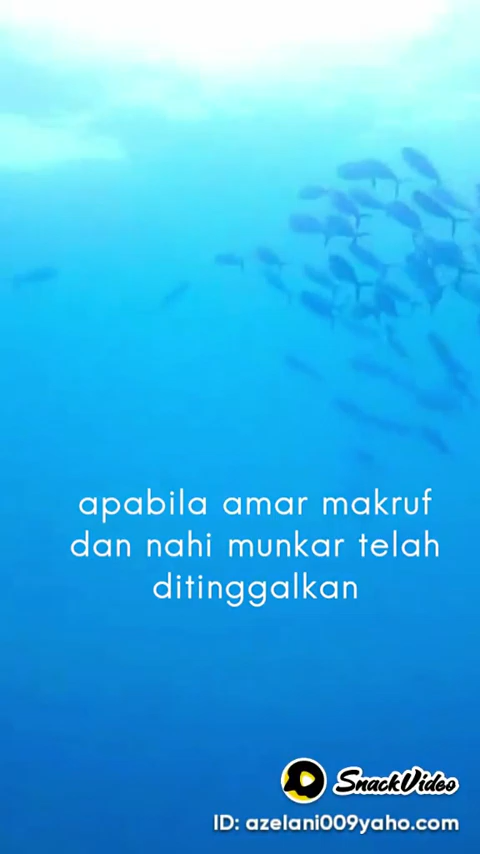 apabila amar makruf
dan nahi munkar telah
ditinggalkan
SnackVideo
ID: azelani009yaho.com